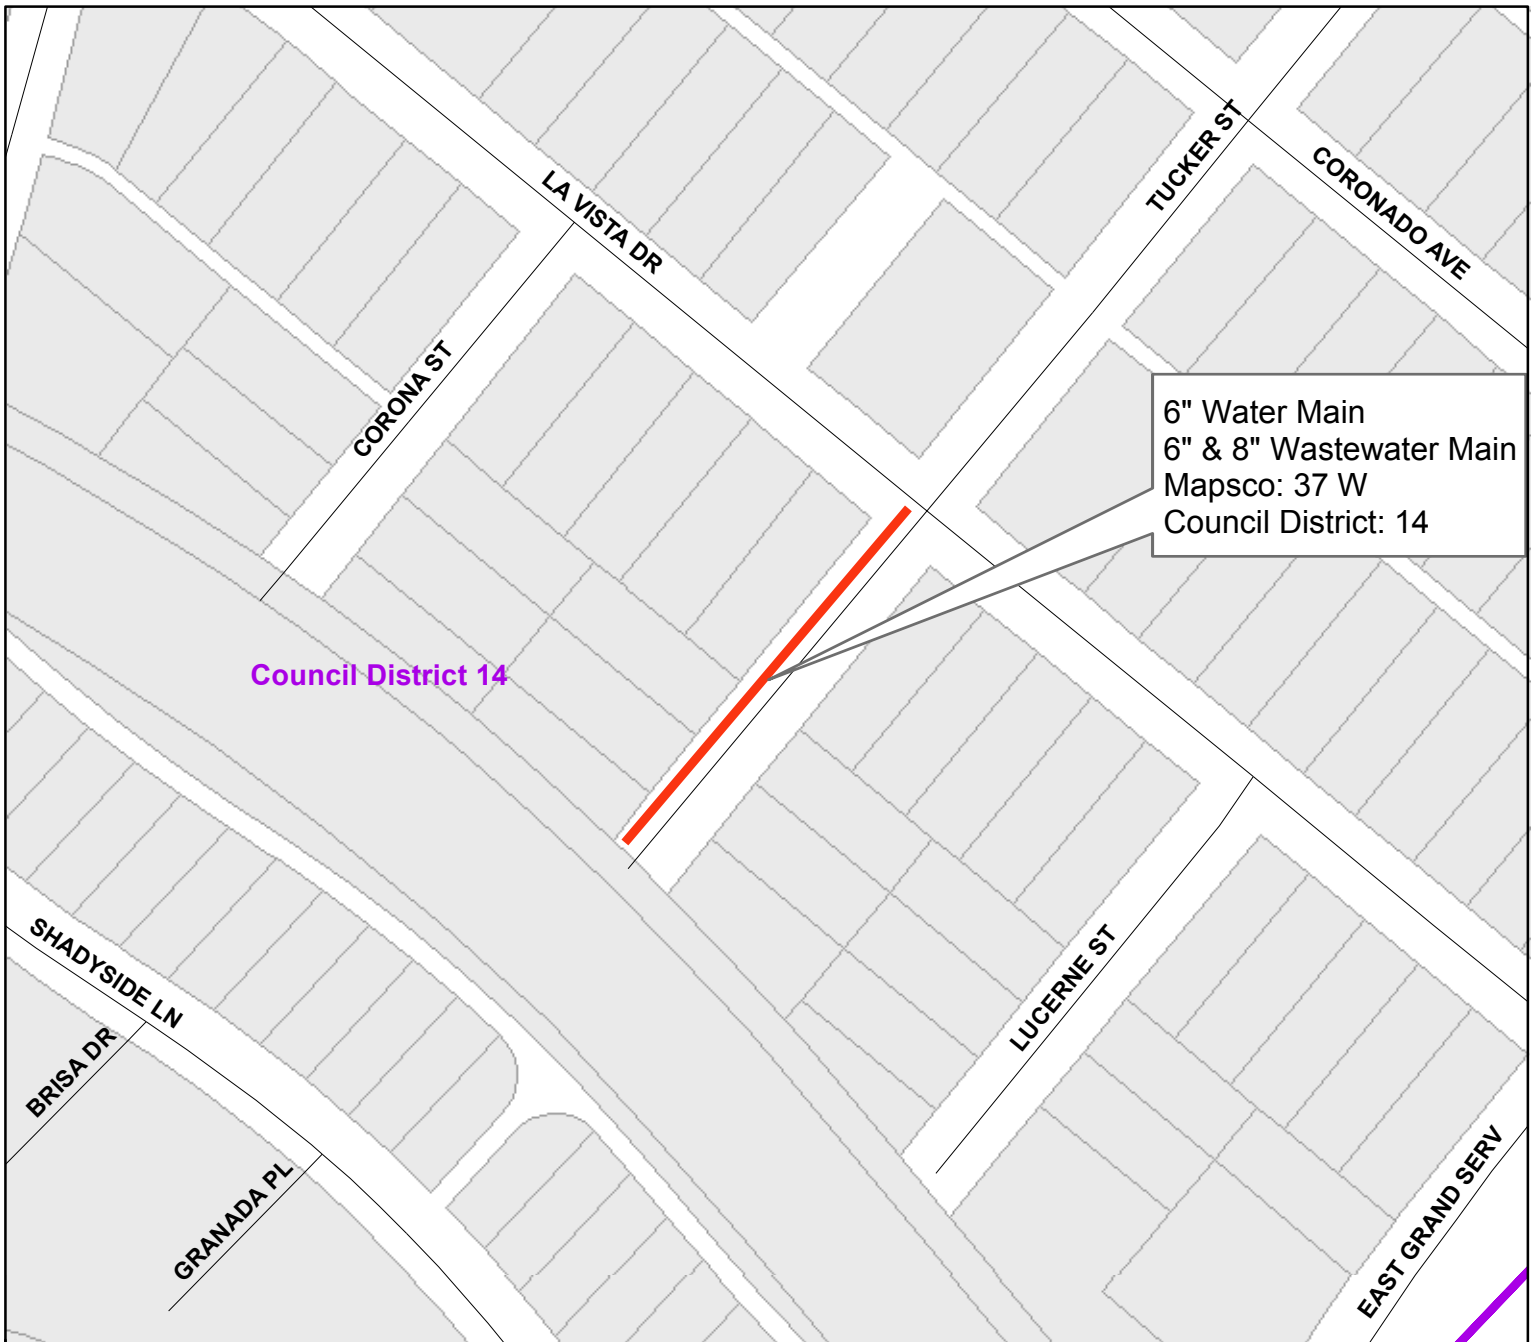 TUCKER ST
CORONADO AVE
LA VISTA DR
CORONA ST
6" Water Main
6" & 8" Wastewater Main
Mapsco: 37 W
Council District: 14
Council District 14
SHADYSIDE LN
LUCERNE ST
BRISA DR
GRANADA PL
EAST GRAND SERV